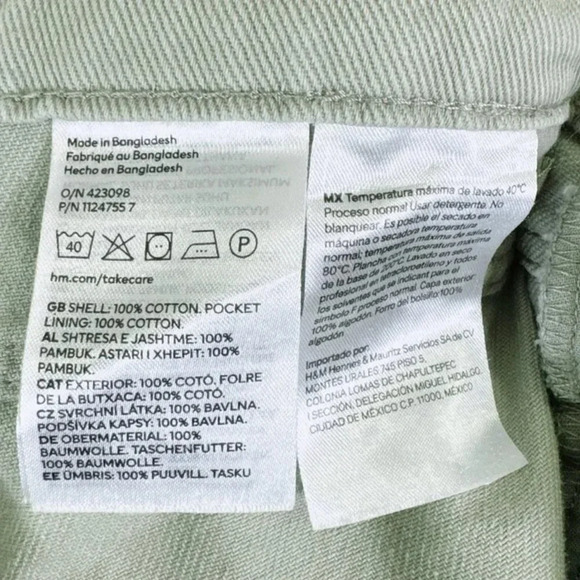 Made in Bangladesh
Fabriqué au Bangladesh
Hecho en Bangladesh
O/N 423098
P/N 1124755 7
40 P
hm.com/takecare
GB SHELL: 100% COTTON. POCKET
LINING: 100% COTTON.
AL SHTRESA E JASHTME: 100%
PAMBUK. ASTARI I XHEPIT: 100%
PAMBUK.
CAT EXTERIOR: 100% COTÓ. FOLRE
DE LA BUTXACA: 100% COTÓ.
CZ SVRCHNÍ LÁTKA: 100% BAVLNA.
PODŠÍVKA KAPSY: 100% BAVLNA.
DE OBERMATERIAL: 100%
BAUMWOLLE. TASCHENFUTTER:
100% BAUMWOLLE.
EE ÜMBRIS: 100% PUUVILL. TASKU
MX Temperatura máxima de lavado 40°C
Proceso normal Usar detergente. No
blanquear. Es posible el secado en
máquina o secadora temperatura
normal; temperatura máxima de salida
80°C. Plancha con temperatura máxima
de la base de 200°C Lavado en seco
profesional en tetracloroetileno y todos
los solventes que se indican para el
símbolo F proceso normal. Capa exterior
100% algodón. Forro del bolsillo 100%
algodón.
Importado por:
H&M Hennes & Mauritz Servicios SA de CV
MONTES URALES 745 PISO 5,
COLONIA LOMAS DE CHAPULTEPEC
I SECCIÓN, DELEGACIÓN MIGUEL HIDALGO,
CIUDAD DE MÉXICO C.P. 11000, MÉXICO